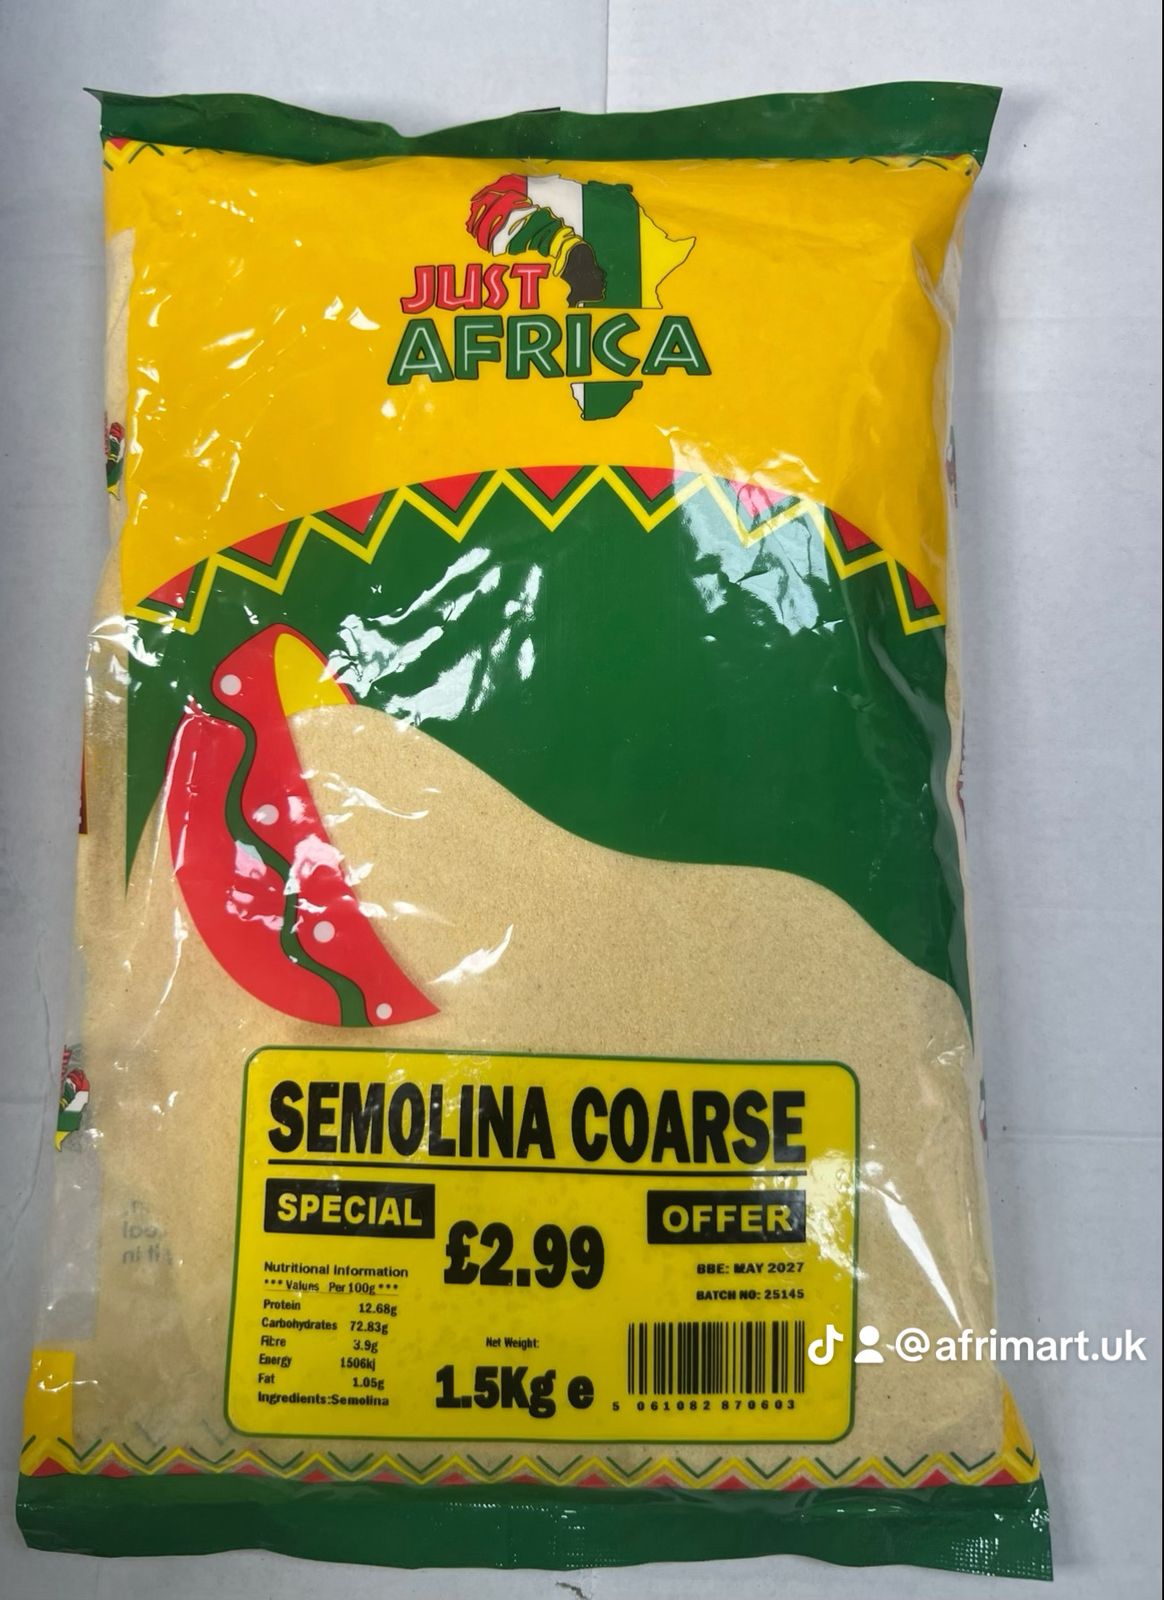 JUST
AFRICA
SEMOLINA COARSE
SPECIAL
OFFER
£2.99
BBE: MAY 2027
BATCH NO: 25145
Nutritional Information
*** Values Per 100g ***
Protein 12.68g
Carbohydrates 72.83g
Fibre 3.9g
Energy 1506kj
Fat 1.05g
Ingredients:Semolina
Net Weight:
1.5Kg e
5 061082 870603
@afrimart.uk